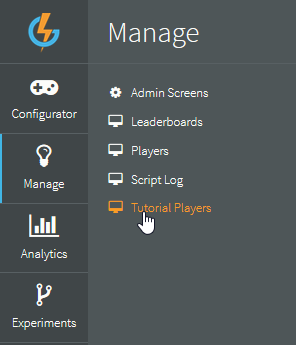 Manage
Configurator
Manage
Analytics
Experiments
Admin Screens
Leaderboards
Players
Script Log
Tutorial Players